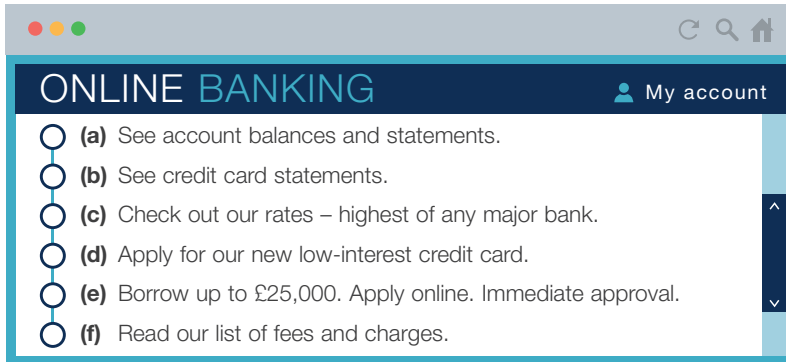 ONLINE BANKING
My account
(a) See account balances and statements.
(b) See credit card statements.
(c) Check out our rates – highest of any major bank.
(d) Apply for our new low-interest credit card.
(e) Borrow up to £25,000. Apply online. Immediate approval.
(f) Read our list of fees and charges.